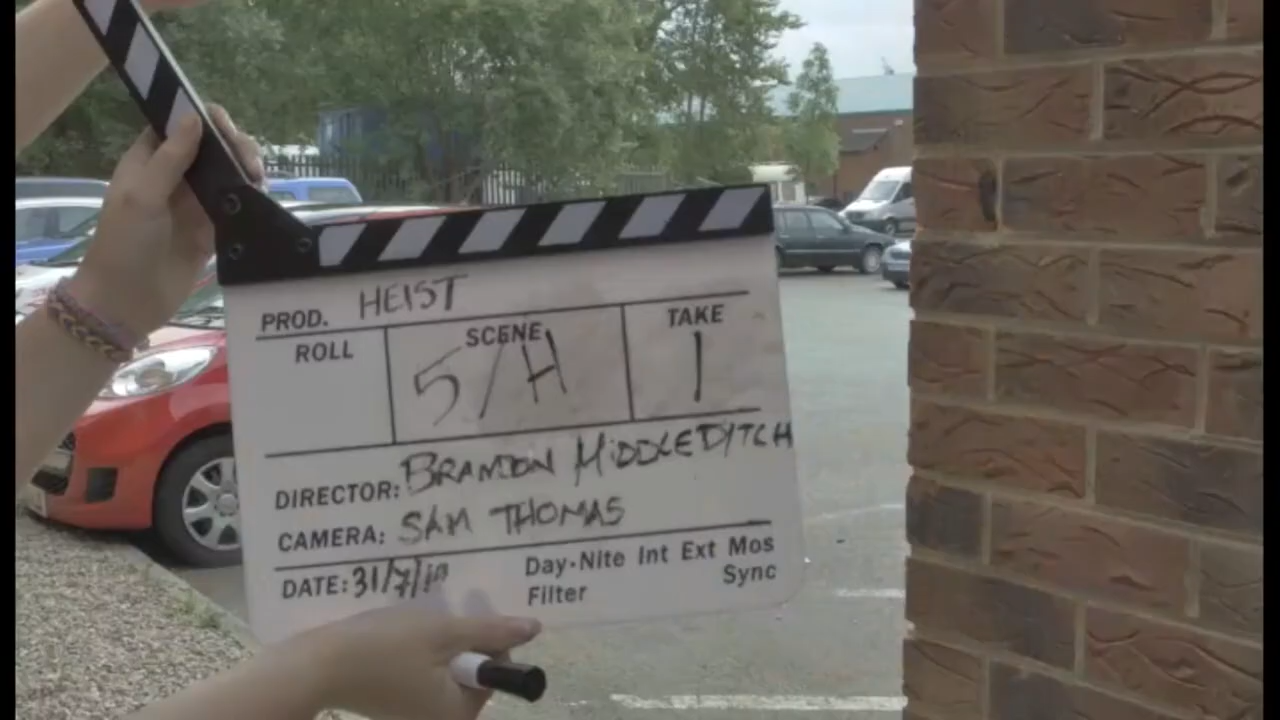 PROD. HEIST
ROLL SCENE TAKE
5/H 1
DIRECTOR: BRANDON MIDDLEDITCH
CAMERA: SAM THOMAS
DATE: 31/7/ Day·Nite Int Ext Mos
Filter Sync